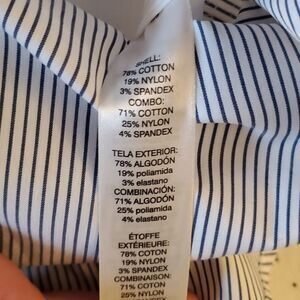 SHELL:
78% COTTON
19% NYLON
3% SPANDEX
COMBO:
71% COTTON
25% NYLON
4% SPANDEX
TELA EXTERIOR:
78% ALGODÓN
19% poliamida
3% elastano
COMBINACIÓN:
71% ALGODÓN
25% poliamida
4% elastano
ÉTOFFE
EXTÉRIEURE:
78% COTON
19% NYLON
3% SPANDEX
COMBINAISON:
71% COTON
25% NYLON